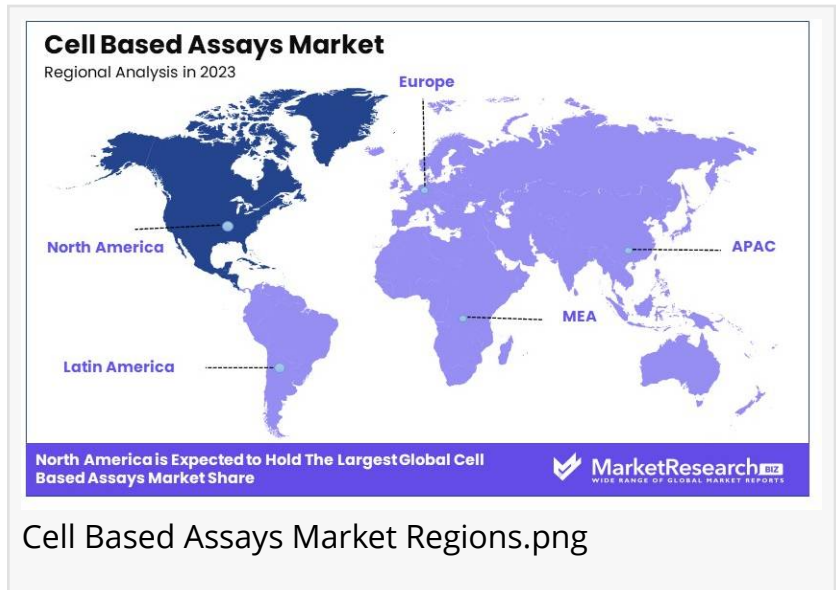 Cell Based Assays Market
Regional Analysis in 2023
Europe
North America
APAC
MEA
Latin America
North America is Expected to Hold The Largest Global Cell
Based Assays Market Share
MarketResearch BIZ
WIDE RANGE OF GLOBAL MARKET REPORTS
Cell Based Assays Market Regions.png